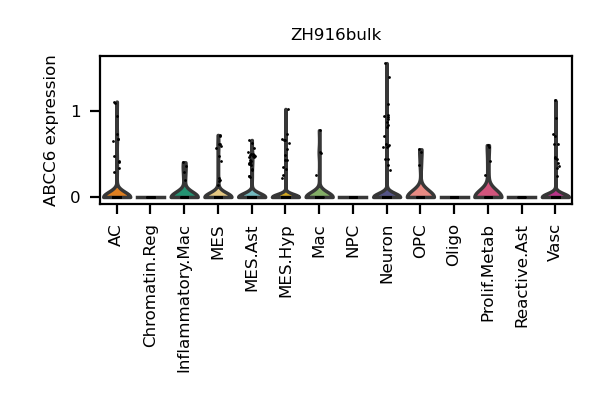 ZH916bulk
ABCC6 expression
1
0
AC
Chromatin.Reg
Inflammatory.Mac
MES
MES.Ast
MES.Hyp
Mac
NPC
Neuron
OPC
Oligo
Prolif.Metab
Reactive.Ast
Vasc